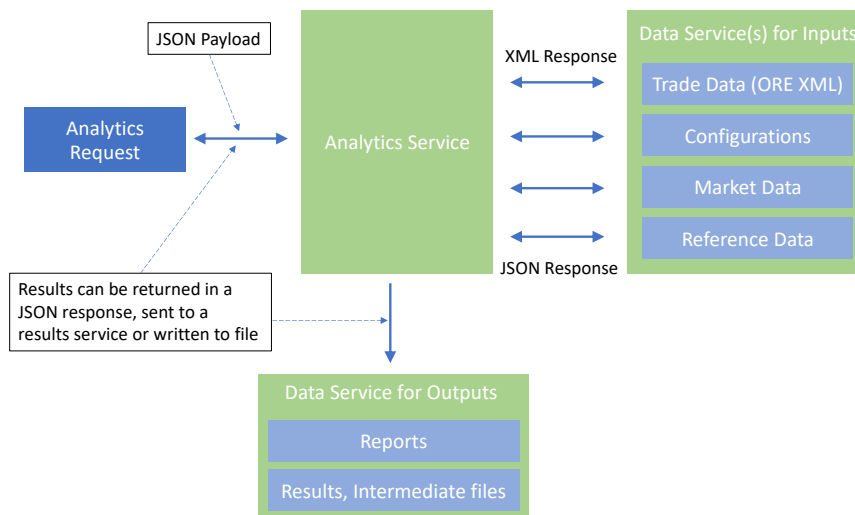 JSON Payload
Analytics
Request
Analytics Service
XML Response
JSON Response
Data Service(s) for Inputs
Trade Data (ORE XML)
Configurations
Market Data
Reference Data
Results can be returned in a
JSON response, sent to a
results service or written to file
Data Service for Outputs
Reports
Results, Intermediate files